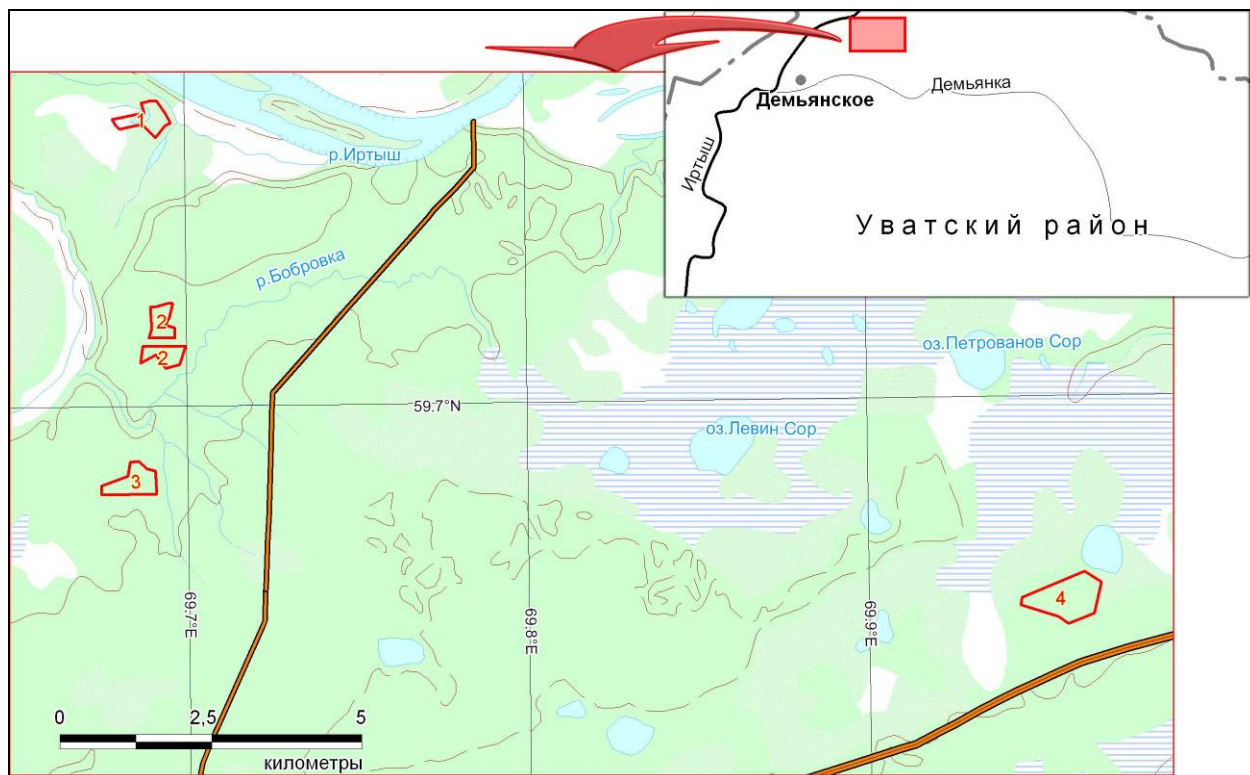 Демьянское
Демьянка
Иртыш
Уватский район
1
р.Иртыш
р.Бобровка
2
2
оз.Петрованов Сор
59.7°N
оз.Левин Сор
3
69.7°E
69.8°E
69.9°E
4
0 2,5 5
километры